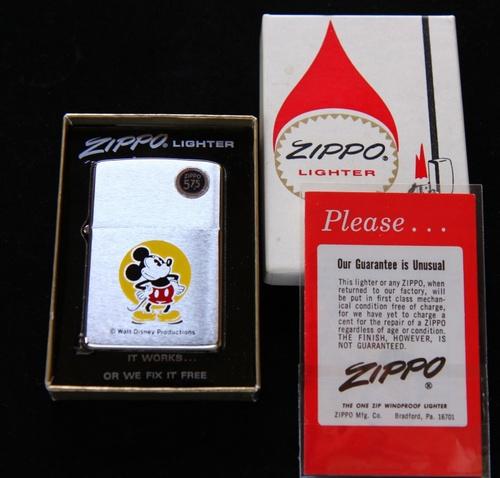 ZIPPO® LIGHTER
ZIPPO
575
© Walt Disney Productions
IT WORKS...
OR WE FIX IT FREE
ZIPPO®
LIGHTER
Please...
Our Guarantee is Unusual
This lighter or any ZIPPO, when
returned to our factory, will
be put in first class mechan-
ical condition free of charge,
for we have yet to charge a
cent for the repair of a ZIPPO
regardless of age or condition.
THE FINISH, HOWEVER, IS
NOT GUARANTEED.
ZIPPO
®
THE ONE ZIP WINDPROOF LIGHTER
ZIPPO Mfg. Co. Bradford, Pa. 16701